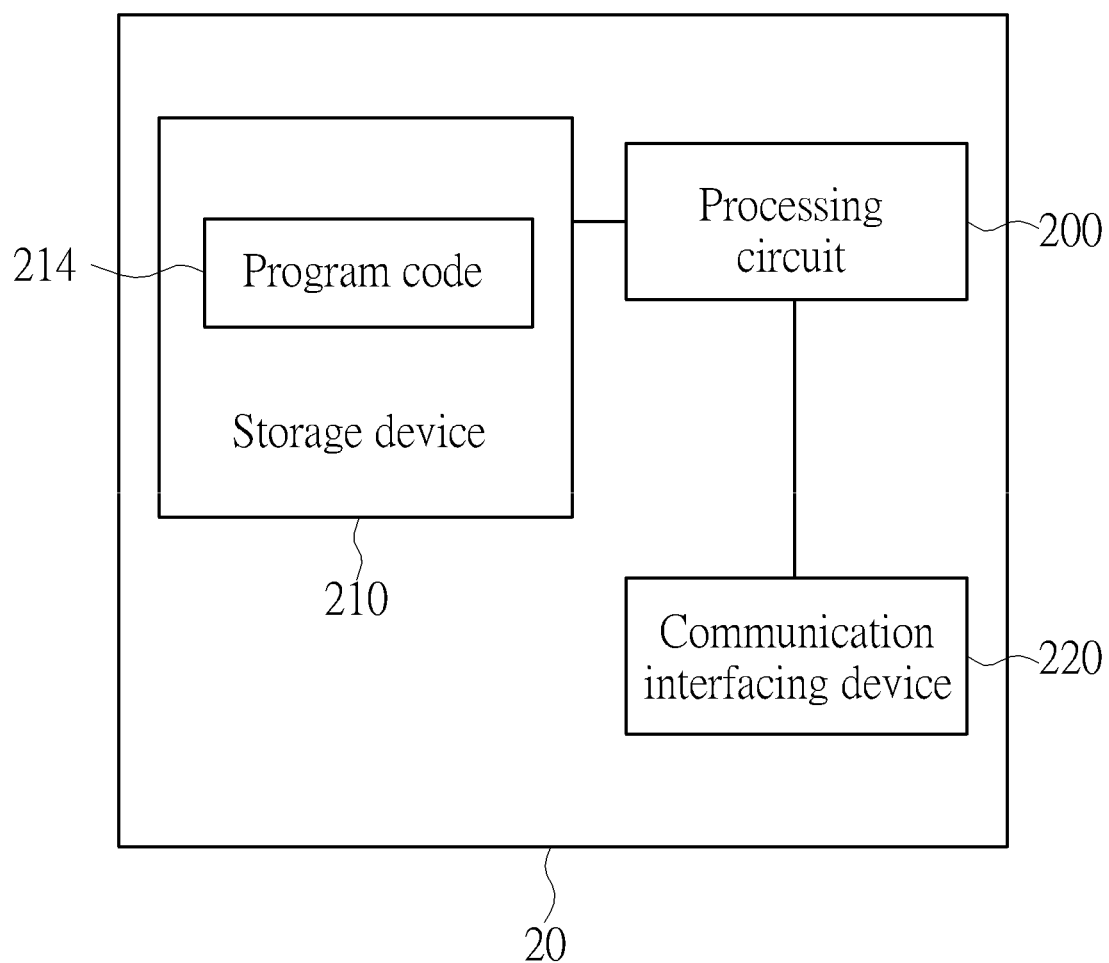 Processing
circuit
200
214
Program code
Storage device
210
Communication
interfacing device
220
20